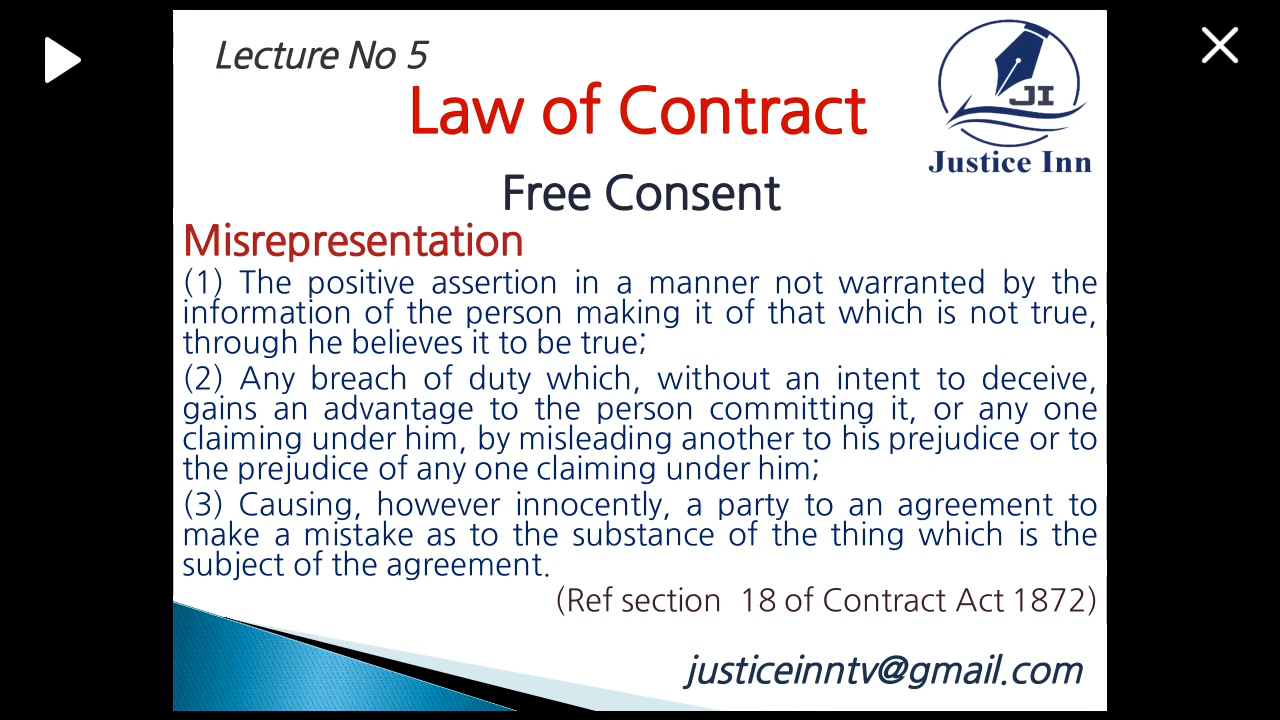 Lecture No 5
JI
Justice Inn
Law of Contract
Free Consent
Misrepresentation
(1) The positive assertion in a manner not warranted by the
information of the person making it of that which is not true,
through he believes it to be true;
(2) Any breach of duty which, without an intent to deceive,
gains an advantage to the person committing it, or any one
claiming under him, by misleading another to his prejudice or to
the prejudice of any one claiming under him;
(3) Causing, however innocently, a party to an agreement to
make a mistake as to the substance of the thing which is the
subject of the agreement.
(Ref section 18 of Contract Act 1872)
justiceinntv@gmail.com